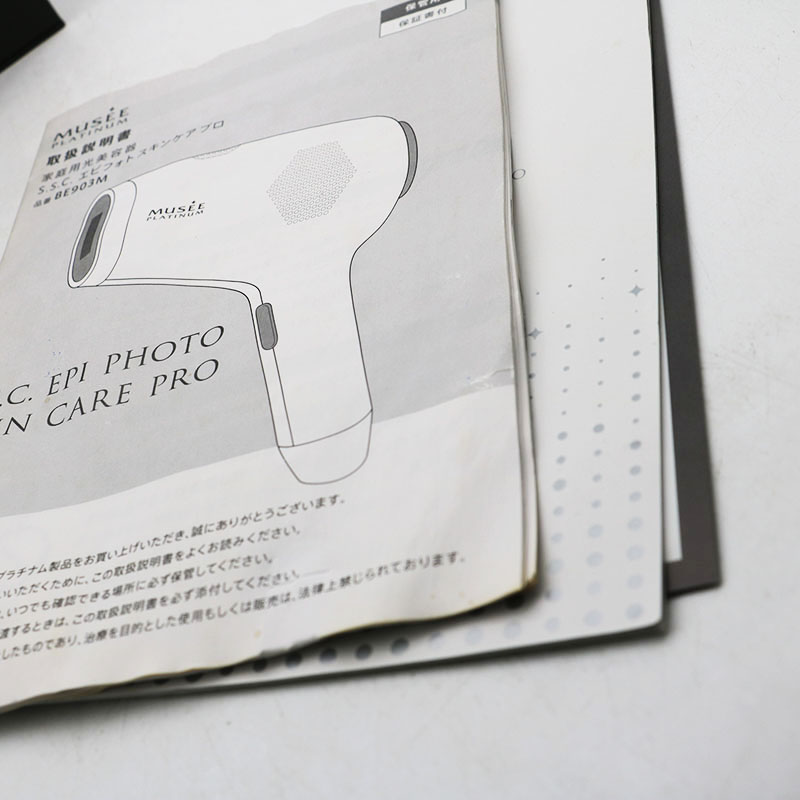 保管用
保証書付
MUSÉE
PLATINUM
取扱説明書
家庭用光美容器
S.S.C. エピフォトスキンケアプロ
品番 BE903M
MUSÉE
PLATINUM
.C. EPI PHOTO
N CARE PRO
プラチナム製品をお買い上げいただき、誠にありがとうございます。
いただくために、この取扱説明書をよくお読みください。
、いつでも確認できる場所に必ず保管してください。
渡するときは、この取扱説明書を必ず添付してください。
したものであり、治療を目的とした使用もしくは販売は、法律上禁じられております。